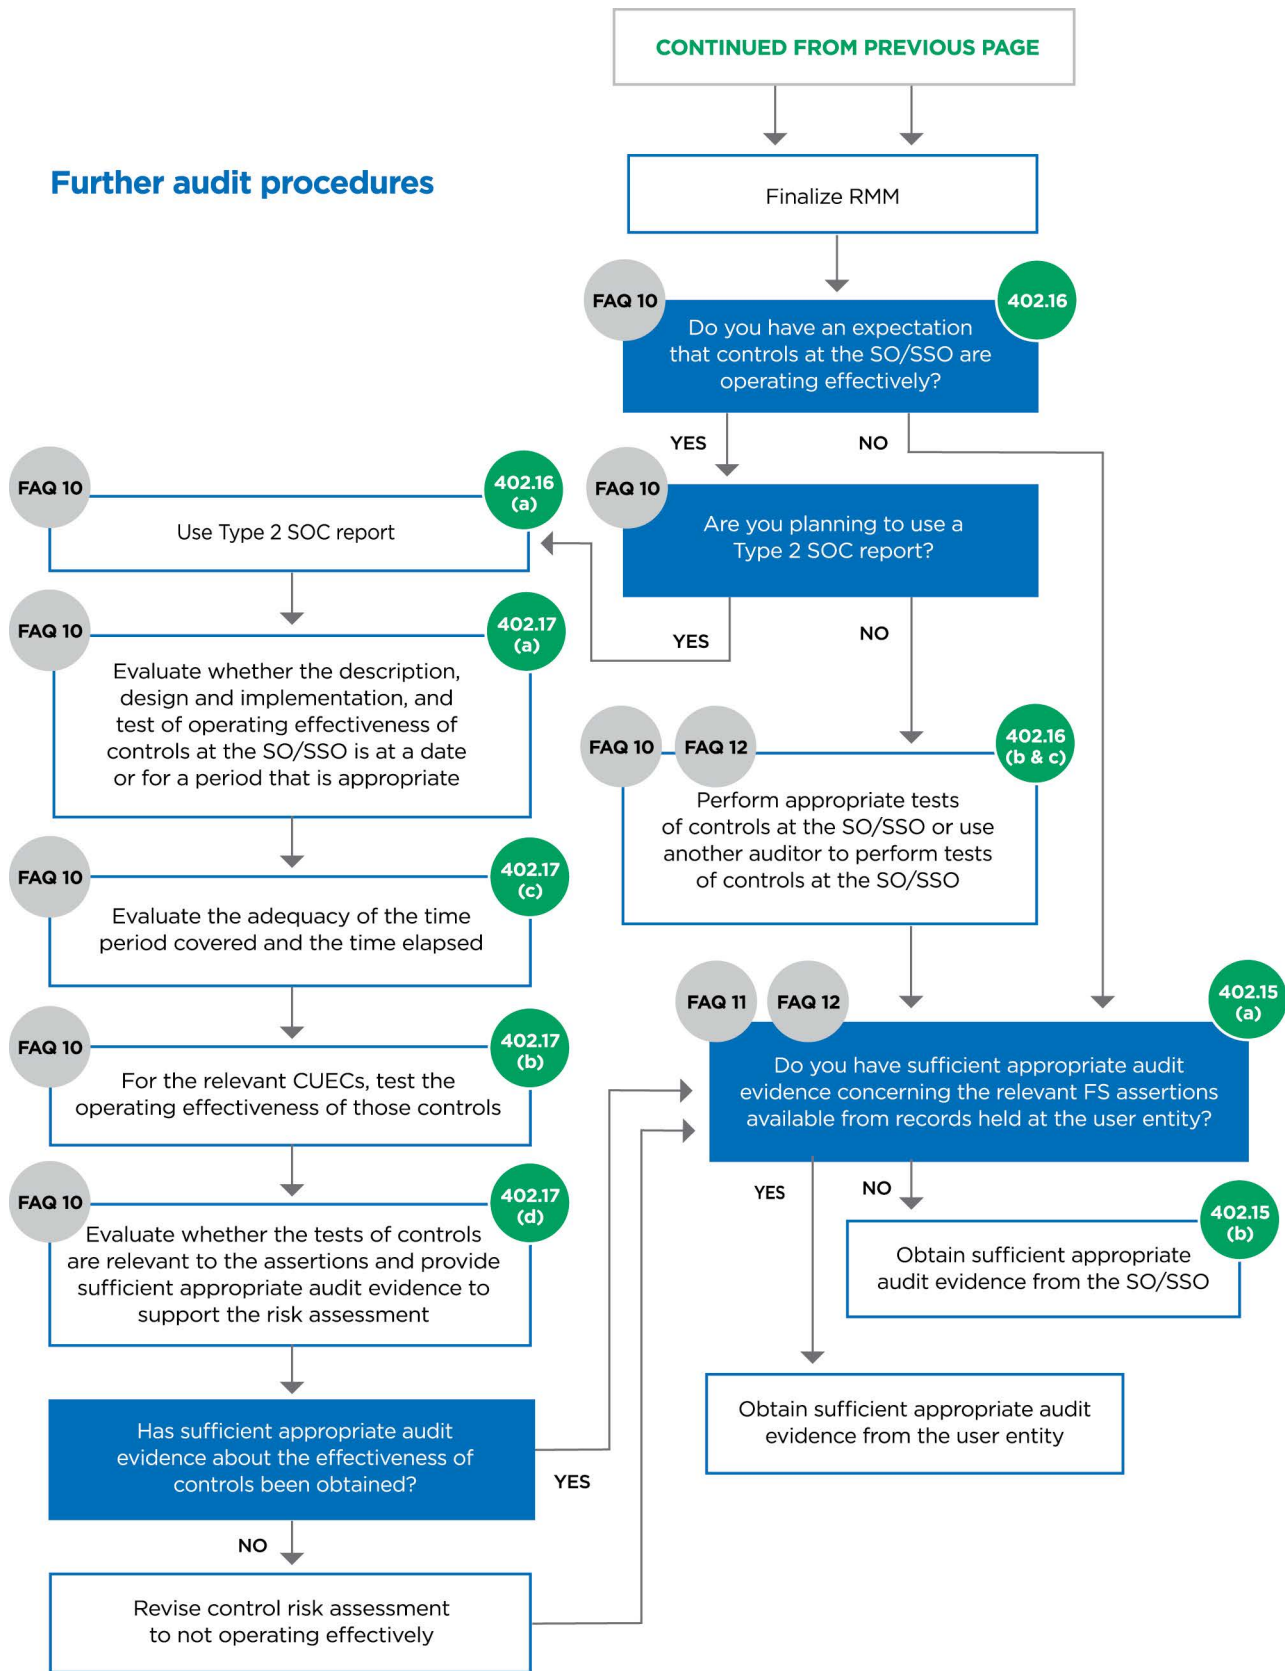 CONTINUED FROM PREVIOUS PAGE
Further audit procedures
Finalize RMM
FAQ 10
402.16
Do you have an expectation
that controls at the SO/SSO are
operating effectively?
YES
NO
FAQ 10
Are you planning to use a
Type 2 SOC report?
YES
NO
FAQ 10
402.16
(a)
Use Type 2 SOC report
FAQ 10
402.17
(a)
Evaluate whether the description,
design and implementation, and
test of operating effectiveness of
controls at the SO/SSO is at a date
or for a period that is appropriate
FAQ 10
FAQ 12
402.16
(b & c)
Perform appropriate tests
of controls at the SO/SSO or use
another auditor to perform tests
of controls at the SO/SSO
FAQ 10
402.17
(c)
Evaluate the adequacy of the time
period covered and the time elapsed
FAQ 10
402.17
(b)
For the relevant CUECs, test the
operating effectiveness of those controls
FAQ 11
FAQ 12
402.15
(a)
Do you have sufficient appropriate audit
evidence concerning the relevant FS assertions
available from records held at the user entity?
YES
NO
FAQ 10
402.17
(d)
Evaluate whether the tests of controls
are relevant to the assertions and provide
sufficient appropriate audit evidence to
support the risk assessment
402.15
(b)
Obtain sufficient appropriate
audit evidence from the SO/SSO
Obtain sufficient appropriate audit
evidence from the user entity
Has sufficient appropriate audit
evidence about the effectiveness of
controls been obtained?
YES
NO
Revise control risk assessment
to not operating effectively